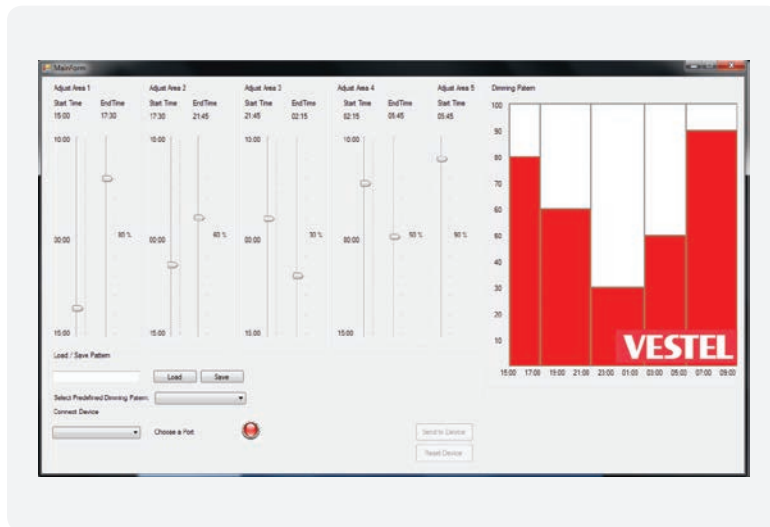 MainForm
Adjust Area 1 Adjust Area 2 Adjust Area 3 Adjust Area 4 Adjust Area 5 Dimming Patern
Start Time EndTime Start Time EndTime Start Time EndTime Start Time EndTime Start Time
15:00 17:30 17:30 21:45 21:45 02:15 02:15 05:45 05:45
100
90
80
70
60
50
40
30
20
10
10:00 10:00 10:00 10:00
00:00 80 % 00:00 60 % 00:00 30 % 00:00 90 %
15:00 15:00 15:00 15:00
VESTEL
15:00 17:00 19:00 21:00 23:00 01:00 03:00 05:00 07:00 09:00
Load / Save Pattern
Load Save
Select Predefined Dimming Patern:
Connect Device
Choose a Port
Send to Device
Reset Device